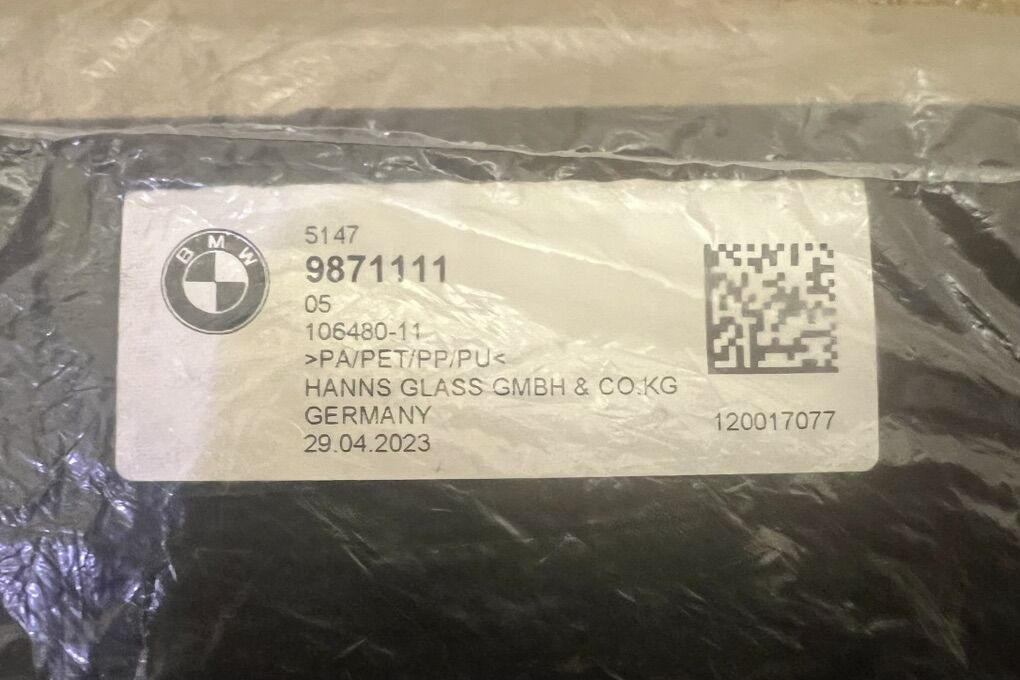 BMW
5147
9871111
05
106480-11
>PA/PET/PP/PU<
HANNS GLASS GMBH & CO.KG
GERMANY
29.04.2023
120017077